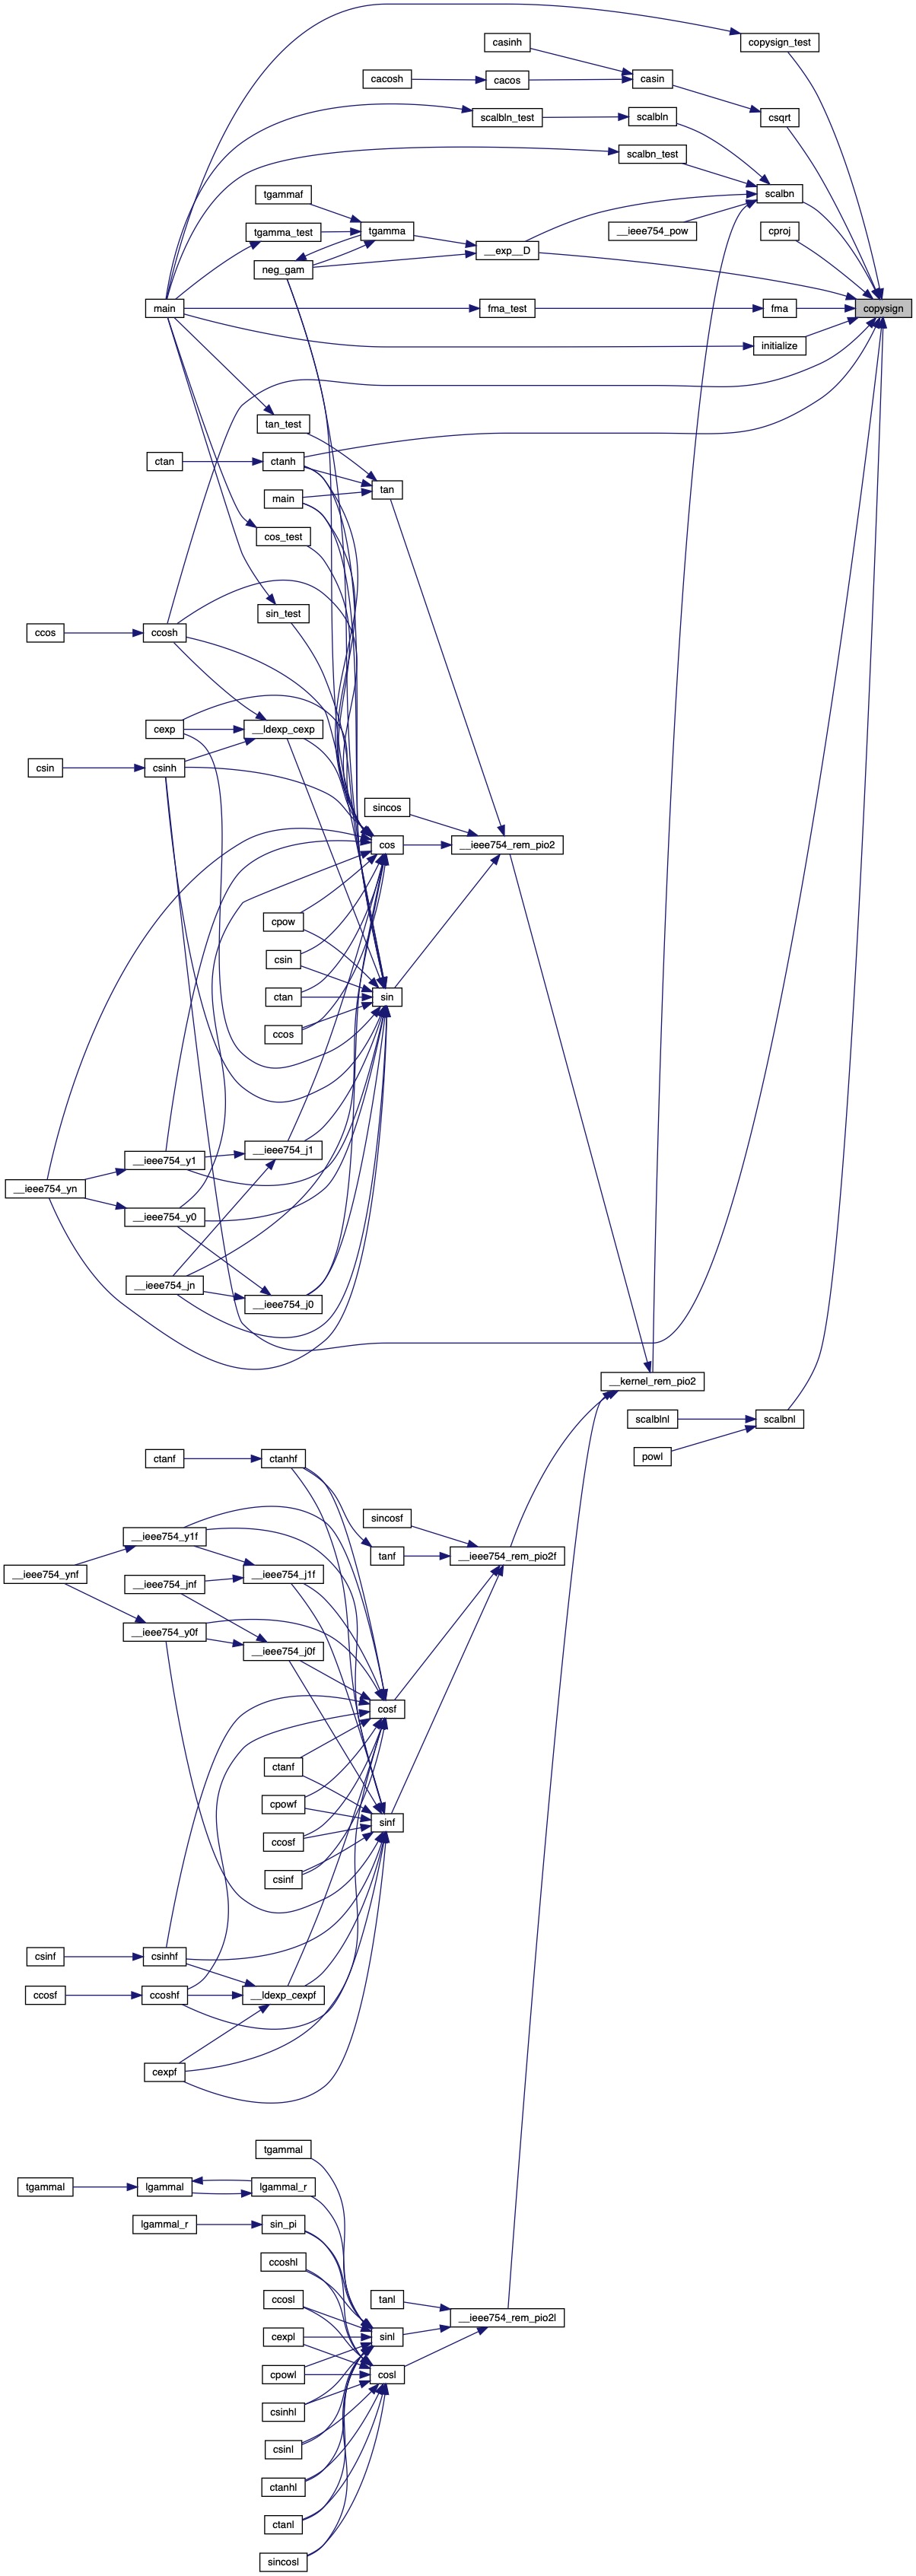 copysign_test
casinh
casin
cacosh
cacos
csqrt
scalbln_test
scalbln
scalbn_test
scalbn
tgammaf
tgamma_test
tgamma
__ieee754_pow
cproj
__exp__D
neg_gam
main
fma_test
fma
copysign
initialize
tan_test
ctan
ctanh
tan
main
cos_test
sin_test
ccos
ccosh
cexp
__ldexp_cexp
csin
csinh
sincos
cos
__ieee754_rem_pio2
cpow
csin
ctan
sin
ccos
__ieee754_j1
__ieee754_y1
__ieee754_yn
__ieee754_y0
__ieee754_jn
__ieee754_j0
__kernel_rem_pio2
scalblnl
scalbnl
powl
ctanf
ctanhf
sincosf
__ieee754_y1f
tanf
__ieee754_rem_pio2f
__ieee754_ynf
__ieee754_j1f
__ieee754_jnf
__ieee754_y0f
__ieee754_j0f
cosf
ctanf
cpowf
sinf
ccosf
csinf
csinf
csinhf
ccosf
ccoshf
__ldexp_cexpf
cexpf
tgammal
tgammal
lgammal
lgammal_r
lgammal_r
sin_pi
ccoshl
ccosl
tanl
__ieee754_rem_pio2l
cexpl
sinl
cpowl
cosl
csinhl
csinl
ctanhl
ctanl
sincosl